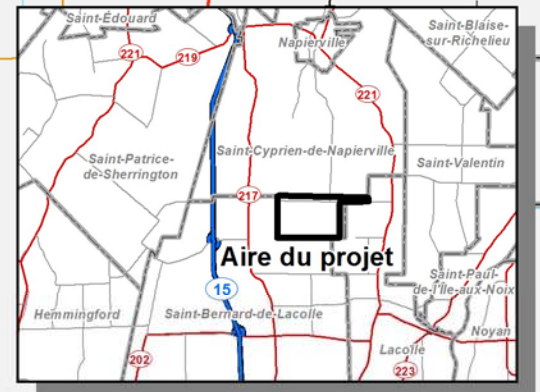 Saint-Édouard
Saint-Blaise-
sur-Richelieu
Napierville
221
219
221
Saint-Cyprien-de-Napierville
Saint-Patrice-
de-Sherrington
Saint-Valentin
217
Aire du projet
15
Saint-Paul-
de-l'Île-aux-Noix
Hemmingford
Saint-Bernard-de-Lacolle
Noyan
Lacolle
202
223